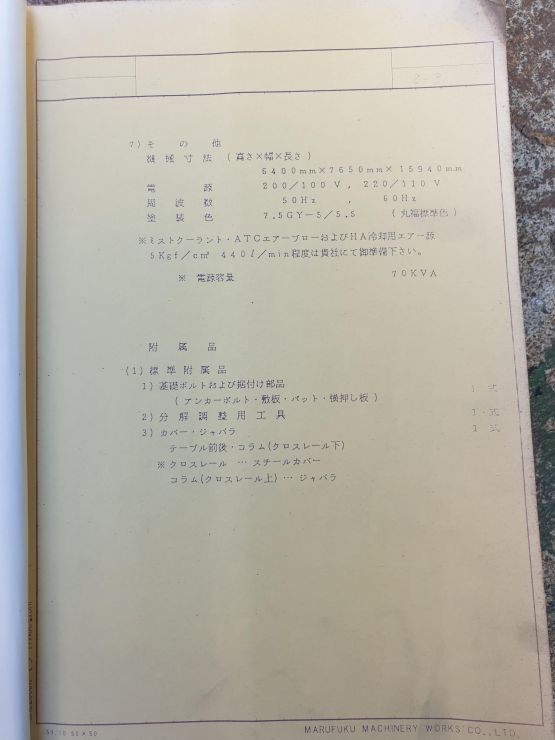 7) その他
機械寸法 (高さ×幅×長さ)
6400mm×7650mm×15940mm
電源 200/100 V, 220/110 V
周波数 50Hz , 60Hz
塗装色 7.5GY-5/5.5 (丸福標準色)
※ミストクーラント・ATCエアーブローおよびHA冷却用エアー源
5Kgf/cm² 440ℓ/min程度は貴社にて御準備下さい。
※ 電源容量 70KVA
附属品
(1) 標準附属品
1) 基礎ボルトおよび据付け部品 1 式
(アンカーボルト・敷板・パット・横押し板)
2) 分解調整用工具 1 式
3) カバー・ジャバラ 1 式
テーブル前後・コラム(クロスレール下)
※クロスレール … スチールカバー
コラム(クロスレール上) … ジャバラ
MARUFUKU MACHINERY WORKS CO., LTD.